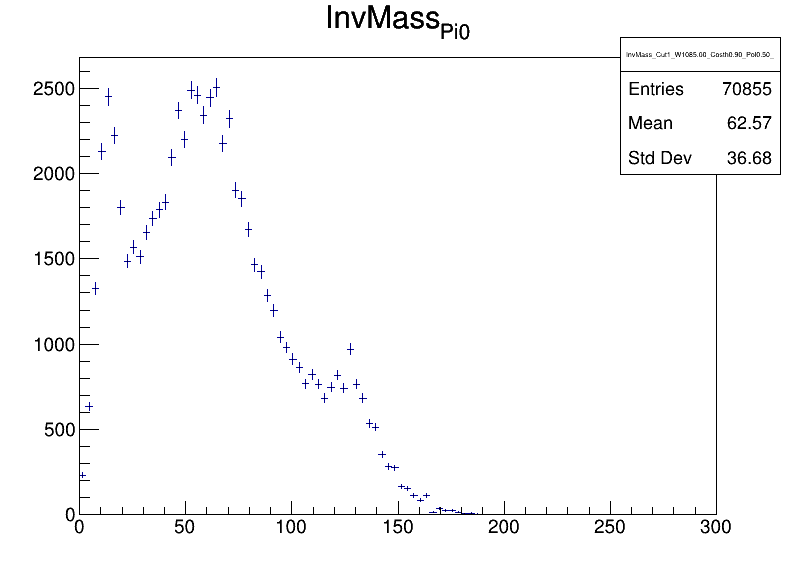 InvMass_Pi0
InvMass_Cut1_W1085.00_Costh0.90_Pol0.50_
Entries 70855
Mean 62.57
Std Dev 36.68
2500
2000
1500
1000
500
0
0 50 100 150 200 250 300